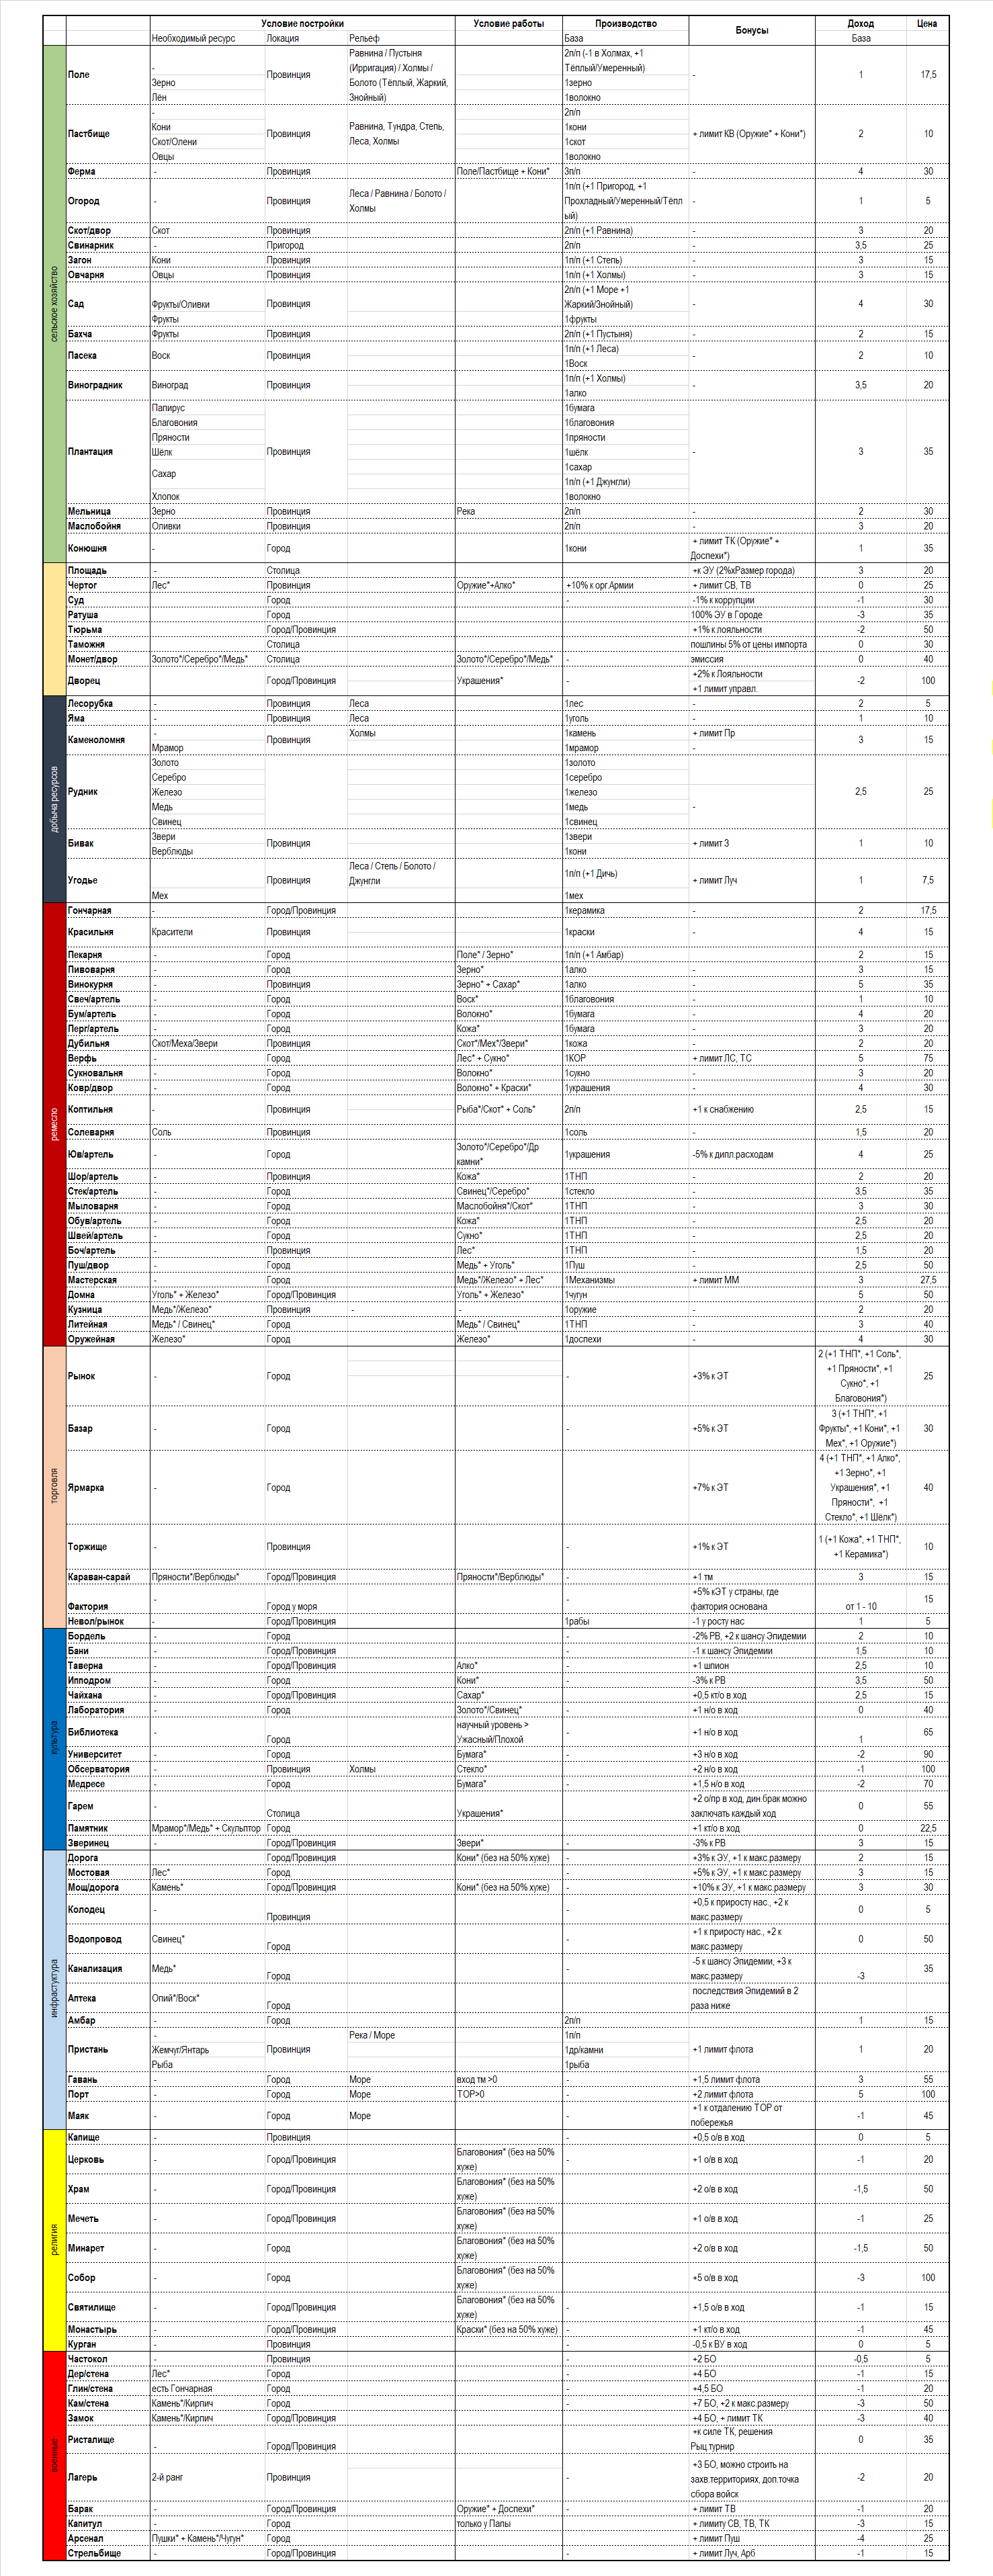 Условие постройки Условие работы Производство Бонусы Доход Цена
Необходимый ресурс Локация Рельеф База База
сельское хозяйство
Поле - Провинция Равнина / Пустыня (Ирригация) / Холмы / Болото (Тёплый, Жаркий, Знойный) 2п/п (-1 в Холмах, +1 Тёплый/Умеренный) - 1 17,5
Зерно 1зерно
Лён 1волокно
Пастбище - Провинция Равнина, Тундра, Степь, Леса, Холмы 2п/п + лимит КВ (Оружие* + Кони*) 2 10
Кони 1кони
Скот/Олени 1скот
Овцы 1волокно
Ферма - Провинция Поле/Пастбище + Кони* 3п/п - 4 30
Огород - Провинция Леса / Равнина / Болото / Холмы 1п/п (+1 Пригород, +1 Прохладный/Умеренный/Тёплый) - 1 5
Скот/двор Скот Провинция 2п/п (+1 Равнина) - 3 20
Свинарник - Пригород 2п/п - 3,5 25
Загон Кони Провинция 1п/п (+1 Степь) - 3 15
Овчарня Овцы Провинция 1п/п (+1 Холмы) - 3 15
Сад Фрукты/Оливки Провинция 2п/п (+1 Море +1 Жаркий/Знойный) - 4 30
Фрукты 1фрукты
Бахча Фрукты Провинция 2п/п (+1 Пустыня) - 2 15
Пасека Воск Провинция 1п/п (+1 Леса) - 2 10
1Воск
Виноградник Виноград Провинция 1п/п (+1 Холмы) - 3,5 20
1алко
Плантация Папирус Провинция 1бумага - 3 35
Благовония 1благовония
Пряности 1пряности
Шёлк 1шёлк
Сахар 1сахар
1п/п (+1 Джунгли)
Хлопок 1волокно
Мельница Зерно Провинция Река 2п/п - 2 30
Маслобойня Оливки Провинция 2п/п - 3 20
Конюшня - Город 1кони + лимит ТК (Оружие* + Доспехи*) 1 35
Площадь - Столица +к ЭУ (2%хРазмер города) 3 20
Чертог Лес* Провинция Оружие*+Алко* +10% к орг.Армии + лимит СВ, ТВ 0 25
Суд Город - -1% к коррупции -1 30
Ратуша Город 100% ЭУ в Городе -3 35
Тюрьма Город/Провинция +1% к лояльности -2 50
Таможня Столица пошлины 5% от цены импорта 0 30
Монет/двор Золото*/Серебро*/Медь* Столица Золото*/Серебро*/Медь* - эмиссия 0 40
Дворец Город/Провинция Украшения* - +2% к Лояльности -2 100
+1 лимит управл.
добыча ресурсов
Лесорубка - Провинция Леса 1лес - 2 5
Яма - Провинция Леса 1уголь - 1 10
Каменоломня - Провинция Холмы 1камень + лимит Пр 3 15
Мрамор 1мрамор -
Рудник Золото 1золото - 2,5 25
Серебро 1серебро
Железо 1железо
Медь 1медь
Свинец 1свинец
Бивак Звери Провинция 1звери + лимит З 1 10
Верблюды 1кони
Угодье Провинция Леса / Степь / Болото / Джунгли 1п/п (+1 Дичь) + лимит Луч 1 7,5
Мех 1мех
ремесло
Гончарная - Город/Провинция 1керамика - 2 17,5
Красильня Красители Провинция 1краски - 4 15
Пекарня - Город Поле* / Зерно* 1п/п (+1 Амбар) 2 15
Пивоварня - Город Зерно* 1алко - 3 15
Винокурня - Провинция Зерно* + Сахар* 1алко - 5 35
Свеч/артель - Город Воск* 1благовония - 1 10
Бум/артель - Город Волокно* 1бумага - 4 20
Перг/артель - Город Кожа* 1бумага - 3 20
Дубильня Скот/Меха/Звери Провинция Скот*/Мех*/Звери* 1кожа - 2 20
Верфь - Город Лес* + Сукно* 1КОР + лимит ЛС, ТС 5 75
Сукновальня - Город Волокно* 1сукно - 3 20
Ковр/двор - Город Волокно* + Краски* 1украшения - 4 30
Коптильня - Провинция Рыба*/Скот* + Соль* 2п/п +1 к снабжению 2,5 15
Солеварня Соль Провинция 1соль - 1,5 20
Юв/артель - Город Золото*/Серебро*/Др камни* 1украшения -5% к дипл.расходам 4 25
Шор/артель - Провинция Кожа* 1ТНП - 2 20
Стек/артель - Город Свинец*/Серебро* 1стекло - 3,5 35
Мыловарня - Город Маслобойня*/Скот* 1ТНП - 3 30
Обув/артель - Город Кожа* 1ТНП - 2,5 20
Швей/артель - Город Сукно* 1ТНП - 2,5 20
Боч/артель - Провинция Лес* 1ТНП - 1,5 20
Пуш/двор - Город Медь* + Уголь* 1Пуш - 2,5 50
Мастерская - Город Медь*/Железо* + Лес* 1Механизмы + лимит ММ 3 27,5
Домна Уголь* + Железо* Город/Провинция Уголь* + Железо* 1чугун 5 50
Кузница Медь*/Железо* Провинция - - 1оружие - 2 20
Литейная Медь* / Свинец* Город Медь* / Свинец* 1ТНП - 3 40
Оружейная Железо* Город Железо* 1доспехи - 4 30
торговля
Рынок - Город - +3% к ЭТ 2 (+1 ТНП*, +1 Соль*, +1 Пряности*, +1 Сукно*, +1 Благовония*) 25
Базар - Город - +5% к ЭТ 3 (+1 ТНП*, +1 Фрукты*, +1 Кони*, +1 Мех*, +1 Оружие*) 30
Ярмарка - Город +7% к ЭТ 4 (+1 ТНП*, +1 Алко*, +1 Зерно*, +1 Украшения*, +1 Пряности*, +1 Стекло*, +1 Шёлк*) 40
Торжище - Провинция - +1% к ЭТ 1 (+1 Кожа*, +1 ТНП*, +1 Керамика*) 10
Караван-сарай Пряности*/Верблюды* Город/Провинция Пряности*/Верблюды* - +1 тм 3 15
Фактория - Город у моря - +5% кЭТ у страны, где фактория основана от 1 - 10 15
Невол/рынок - Город/Провинция 1рабы -1 у росту нас 1 5
культура
Бордель - Город - -2% РВ, +2 к шансу Эпидемии 2 10
Бани - Город/Провинция - -1 к шансу Эпидемии 1,5 10
Таверна - Город/Провинция Алко* - +1 шпион 2,5 10
Ипподром - Город Кони* - -3% к РВ 3,5 50
Чайхана - Город/Провинция Сахар* +0,5 кт/о в ход 2,5 15
Лаборатория - Город Золото*/Свинец* +1 н/о в ход 0 40
Библиотека - Город научный уровень > Ужасный/Плохой - +1 н/о в ход 1 65
Университет - Город Бумага* - +3 н/о в ход -2 90
Обсерватория - Провинция Холмы Стекло* +2 н/о в ход -1 100
Медресе - Город Бумага* - +1,5 н/о в ход -2 70
Гарем - Столица Украшения* +2 о/пр в ход, дин.брак можно заключать каждый ход 0 55
Памятник Мрамор*/Медь* + Скульптор Город +1 кт/о в ход 0 22,5
Зверинец - Город/Провинция Звери* - -3% к РВ 3 15
инфрастуктура
Дорога Город/Провинция Кони* (без на 50% хуже) - +3% к ЭУ, +1 к макс.размеру 2 15
Мостовая Лес* Город - +5% к ЭУ, +1 к макс.размеру 3 15
Мощ/дорога Камень* Город/Провинция Кони* (без на 50% хуже) - +10% к ЭУ, +1 к макс.размеру 3 30
Колодец - Провинция - +0,5 к приросту нас., +2 к макс.размеру 0 5
Водопровод Свинец* Город - +1 к приросту нас., +2 к макс.размеру 0 50
Канализация Медь* Город - -5 к шансу Эпидемии, +3 к макс.размеру -3 35
Аптека Опий*/Воск* Город последствия Эпидемий в 2 раза ниже
Амбар - Город 2п/п 1 15
Пристань - Провинция Река / Море 1п/п +1 лимит флота 1 20
Жемчуг/Янтарь 1др/камни
Рыба 1рыба
Гавань - Город Море вход тм >0 - +1,5 лимит флота 3 55
Порт - Город Море ТОР>0 - +2 лимит флота 5 100
Маяк - Город Море - +1 к отдалению ТОР от побережья -1 45
религия
Капище - Провинция - +0,5 о/в в ход 0 5
Церковь - Город/Провинция Благовония* (без на 50% хуже) - +1 о/в в ход -1 20
Храм - Город/Провинция Благовония* (без на 50% хуже) +2 о/в в ход -1,5 50
Мечеть - Город/Провинция Благовония* (без на 50% хуже) +1 о/в в ход -1 25
Минарет - Город Благовония* (без на 50% хуже) +2 о/в в ход -1,5 50
Собор - Город Благовония* (без на 50% хуже) +5 о/в в ход -3 100
Святилище - Город/Провинция Благовония* (без на 50% хуже) +1,5 о/в в ход -1 15
Монастырь - Город/Провинция Краски* (без на 50% хуже) - +1 кт/о в ход -1 45
Курган - Провинция - -0,5 к ВУ в ход 0 5
военные
Частокол - Провинция - +2 БО -0,5 5
Дер/стена Лес* Город - +4 БО -1 15
Глин/стена есть Гончарная Город - +4,5 БО -1 20
Кам/стена Камень*/Кирпич Город - +7 БО, +2 к макс.размеру -3 50
Замок Камень*/Кирпич Город/Провинция +4 БО, + лимит ТК -3 40
Ристалище - Город/Провинция +к силе ТК, решения Рыц.турнир 0 35
Лагерь 2-й ранг Провинция - +3 БО, можно строить на захв.территориях, доп.точка сбора войск -2 20
Барак - Город/Провинция Оружие* + Доспехи* - + лимит ТВ -1 20
Капитул - Город только у Папы + лимиту СВ, ТВ, ТК -3 15
Арсенал Пушки* + Камень*/Чугун* Город + лимит Пуш -4 25
Стрельбище - Город/Провинция - + лимит Луч, Арб -1 15